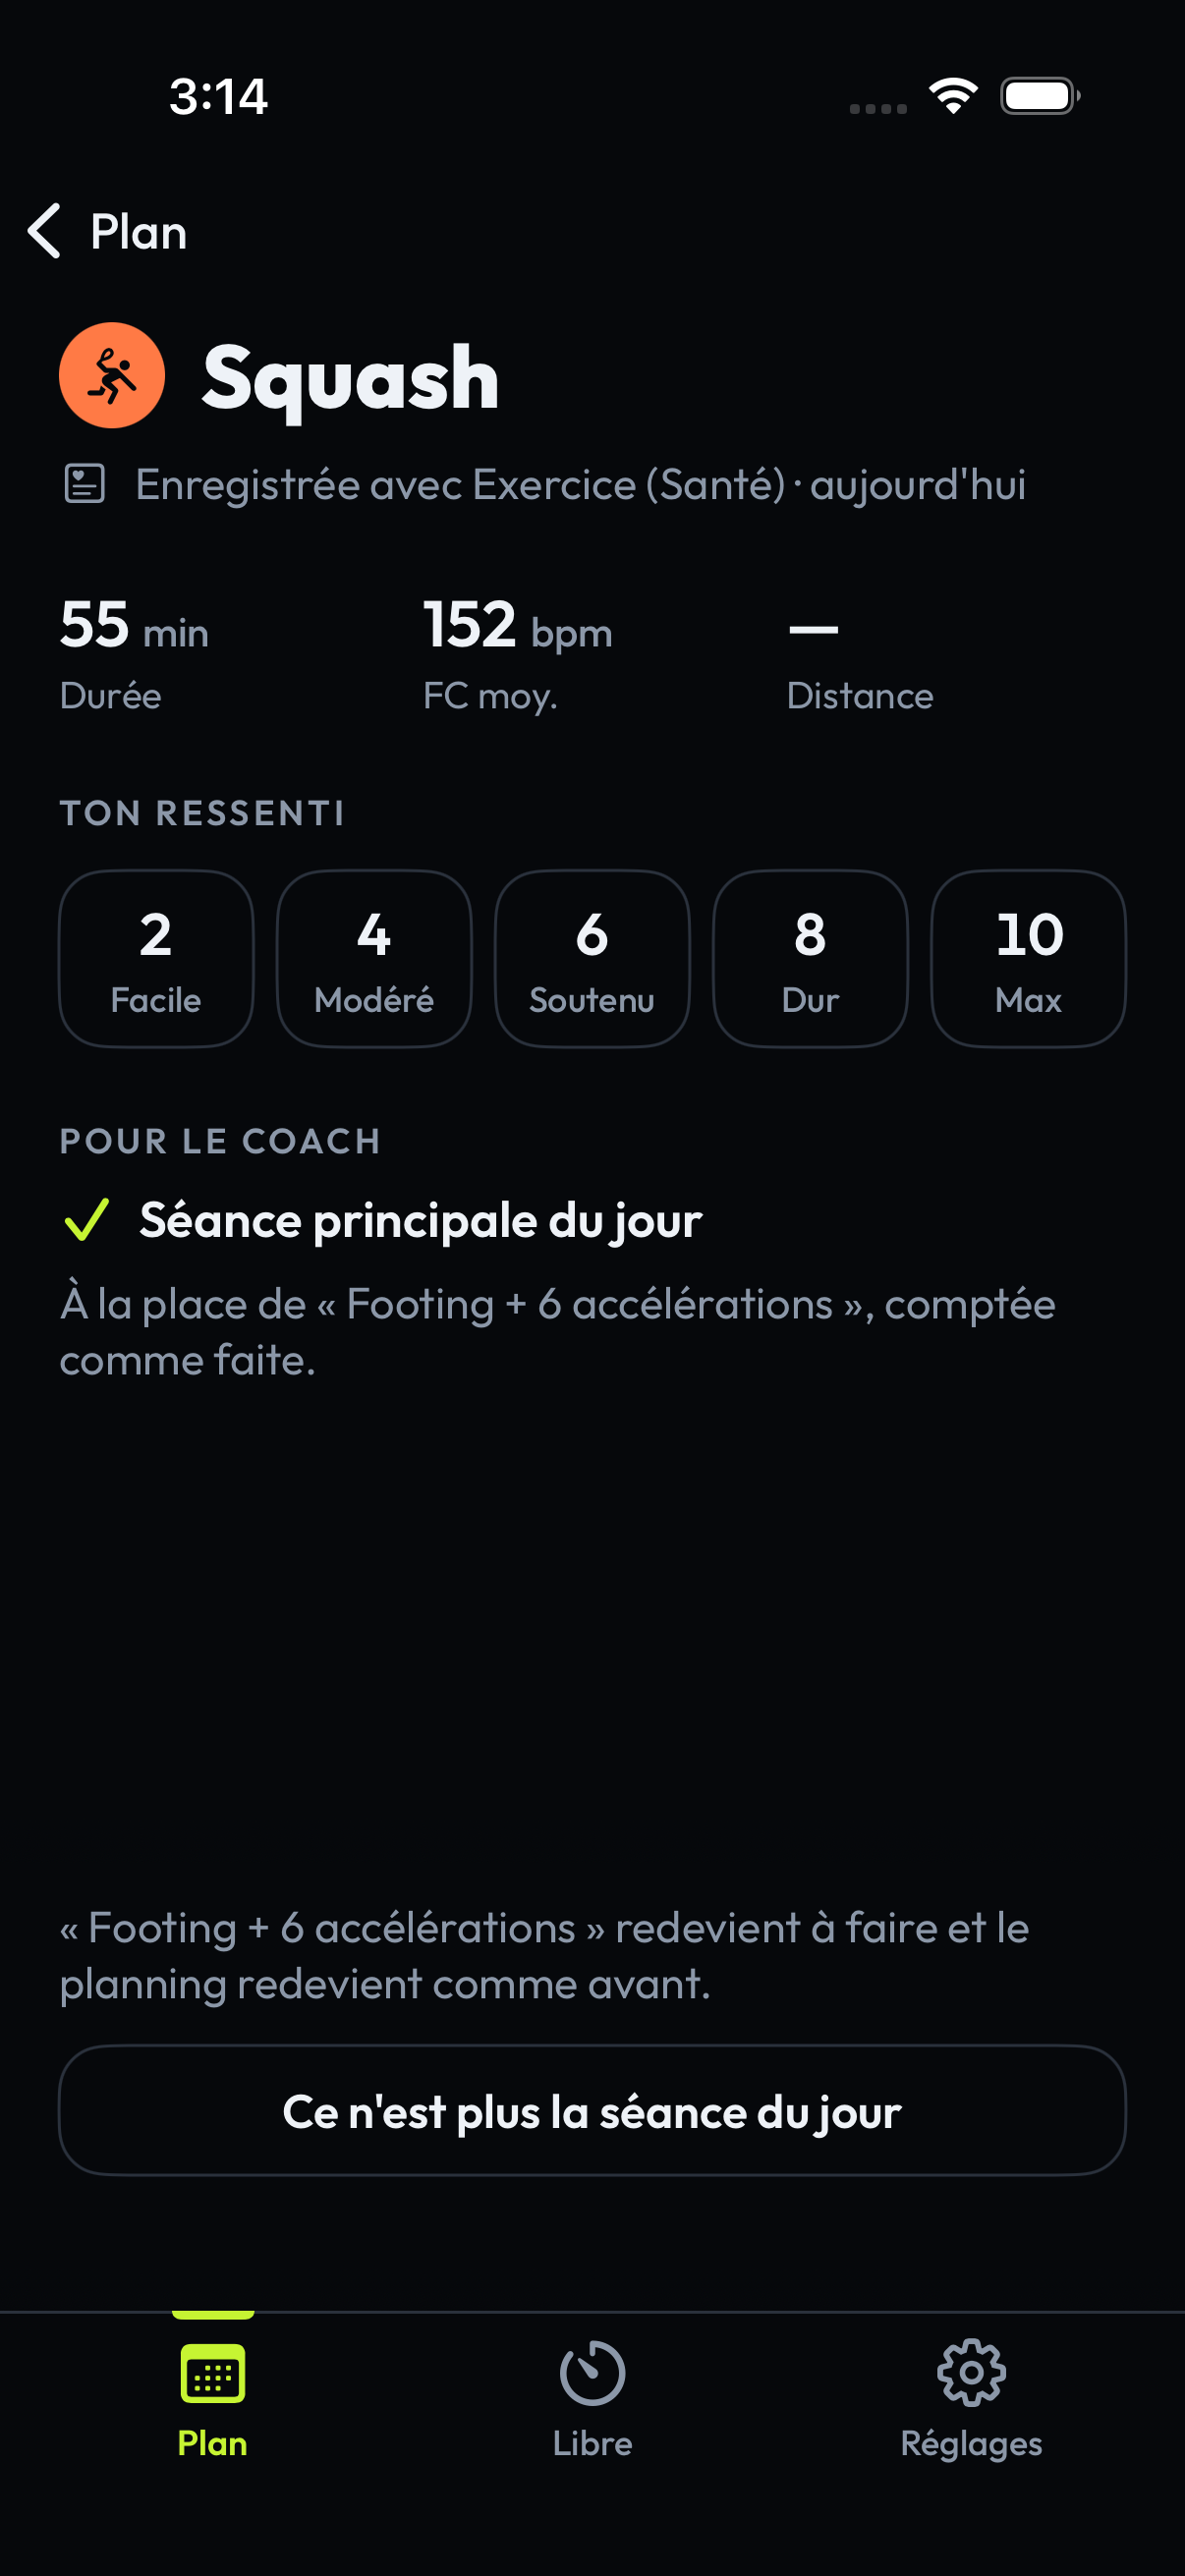 3:14
Plan
Squash
Enregistrée avec Exercice (Santé) · aujourd'hui
55 min
152 bpm
—
Durée
FC moy.
Distance
TON RESSENTI
2
4
6
8
10
Facile
Modéré
Soutenu
Dur
Max
POUR LE COACH
Séance principale du jour
À la place de « Footing + 6 accélérations », comptée
comme faite.
« Footing + 6 accélérations » redevient à faire et le
planning redevient comme avant.
Ce n'est plus la séance du jour
Plan
Libre
Réglages